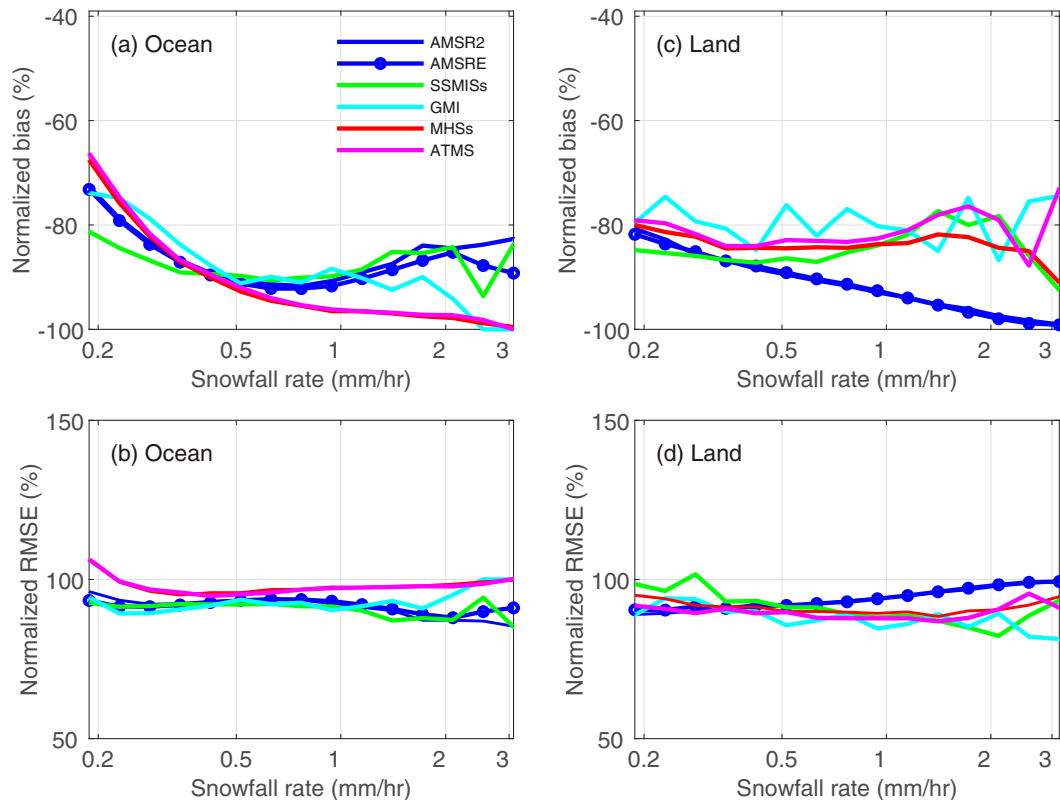 (a) Ocean
AMSR2
AMSRE
SSMISs
GMI
MHSs
ATMS
Normalized bias (%)
-40
-60
-80
-100
0.2 0.5 1 2 3
Snowfall rate (mm/hr)
(c) Land
Normalized bias (%)
-40
-60
-80
-100
0.2 0.5 1 2 3
Snowfall rate (mm/hr)
(b) Ocean
Normalized RMSE (%)
150
100
50
0.2 0.5 1 2 3
Snowfall rate (mm/hr)
(d) Land
Normalized RMSE (%)
150
100
50
0.2 0.5 1 2 3
Snowfall rate (mm/hr)